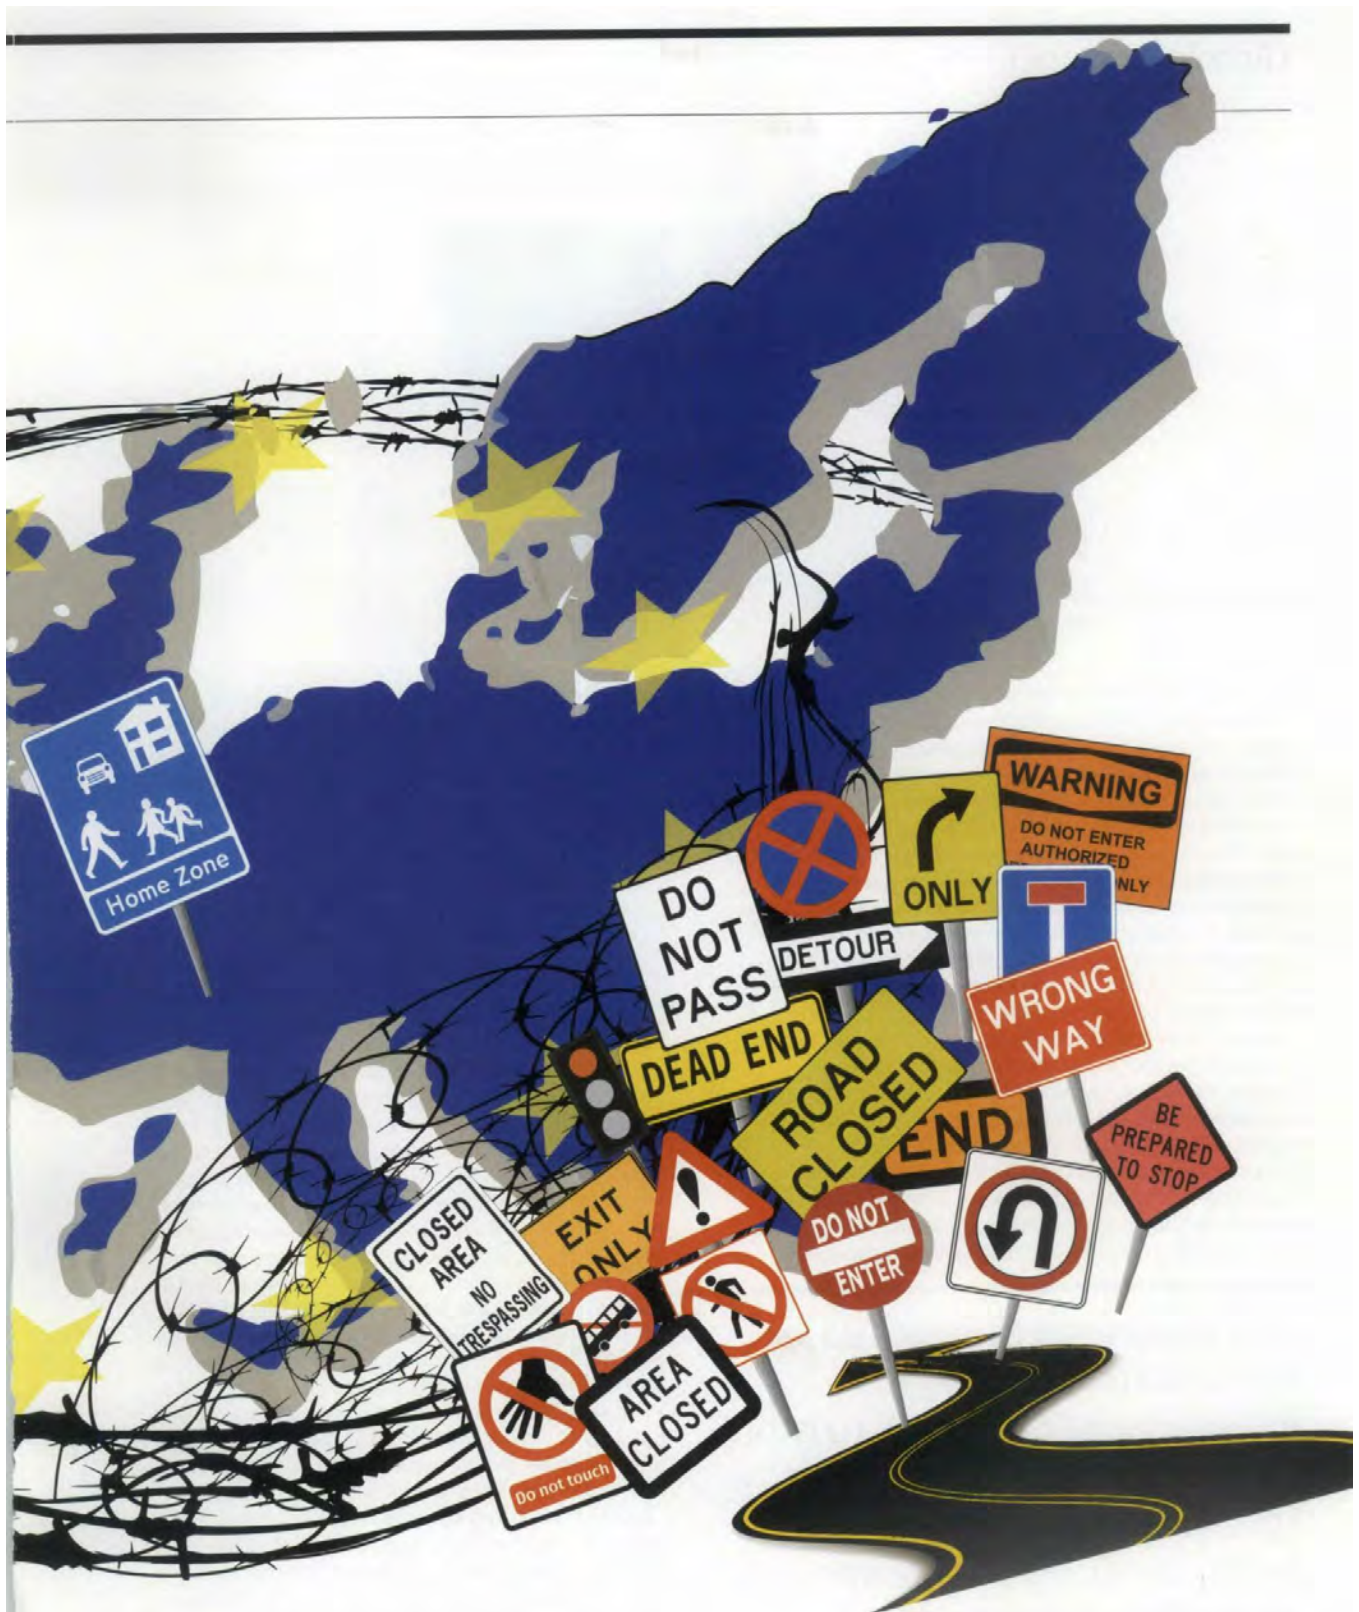 Home Zone
WARNING
DO NOT ENTER
AUTHORIZED
ONLY
ONLY
DO
NOT
PASS
DETOUR
WRONG
WAY
DEAD END
ROAD
CLOSED
END
BE
PREPARED
TO STOP
CLOSED
AREA
NO
TRESPASSING
EXIT
ONLY
DO NOT
ENTER
AREA
CLOSED
Do not touch